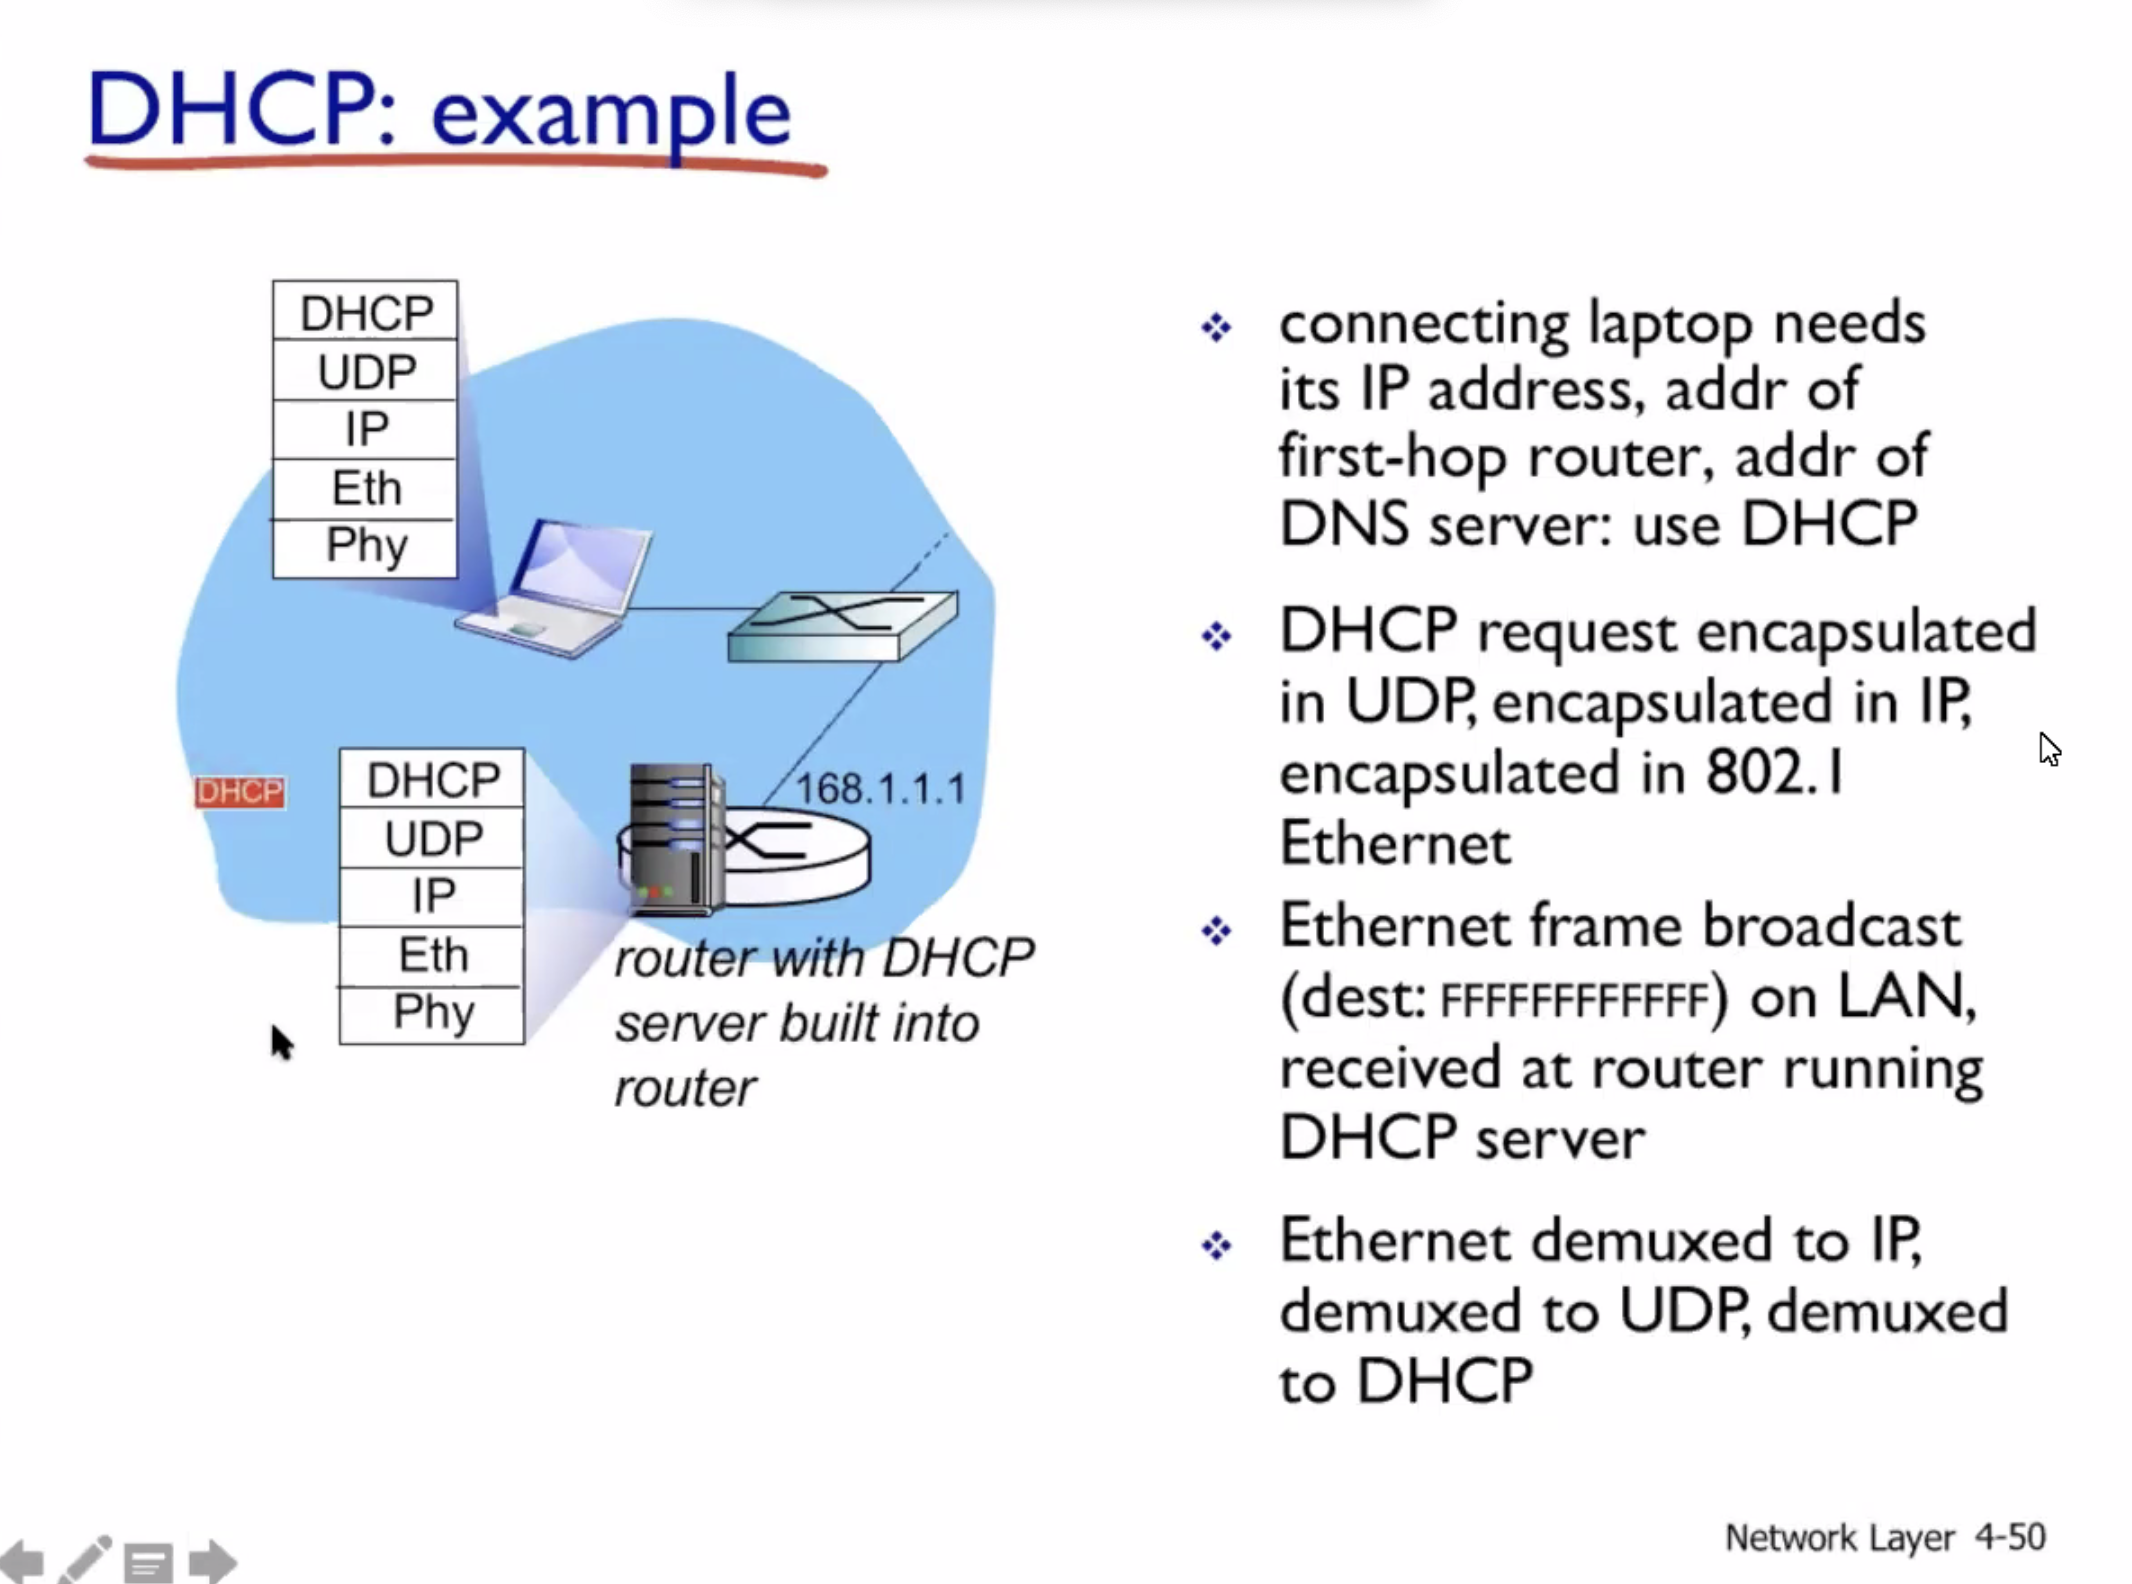 DHCP: example
DHCP
UDP
IP
Eth
Phy
DHCP
DHCP
UDP
IP
Eth
Phy
168.1.1.1
router with DHCP
server built into
router
connecting laptop needs
its IP address, addr of
first-hop router, addr of
DNS server: use DHCP
DHCP request encapsulated
in UDP, encapsulated in IP,
encapsulated in 802.1
Ethernet
Ethernet frame broadcast
(dest: FFFFFFFFFFFF) on LAN,
received at router running
DHCP server
Ethernet demuxed to IP,
demuxed to UDP, demuxed
to DHCP
Network Layer 4-50